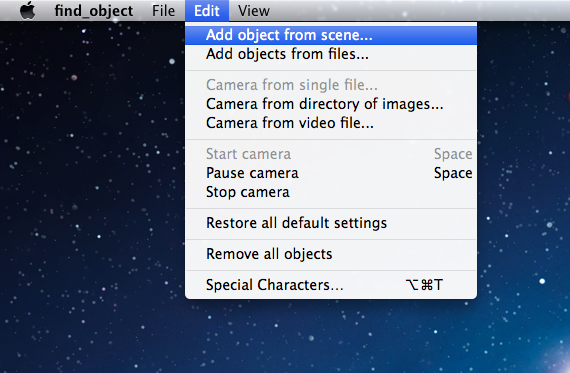 find_object File Edit View
Add object from scene...
Add objects from files...
Camera from single file...
Camera from directory of images...
Camera from video file...
Start camera Space
Pause camera Space
Stop camera
Restore all default settings
Remove all objects
Special Characters... ⌥⌘T